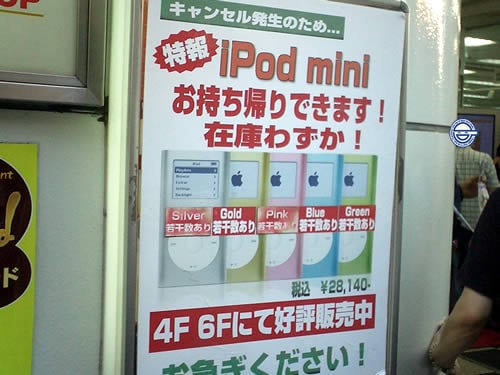 キャンセル発生のため...
特報
iPod mini
お持ち帰りできます!
在庫わずか!
iPod
Silver Gold Pink Blue Green
若干数あり 若干数あり 若干数あり 若干数あり 若干数あり
税込 ¥28,140-
4F 6Fにて好評販売中
お急ぎください!
ド